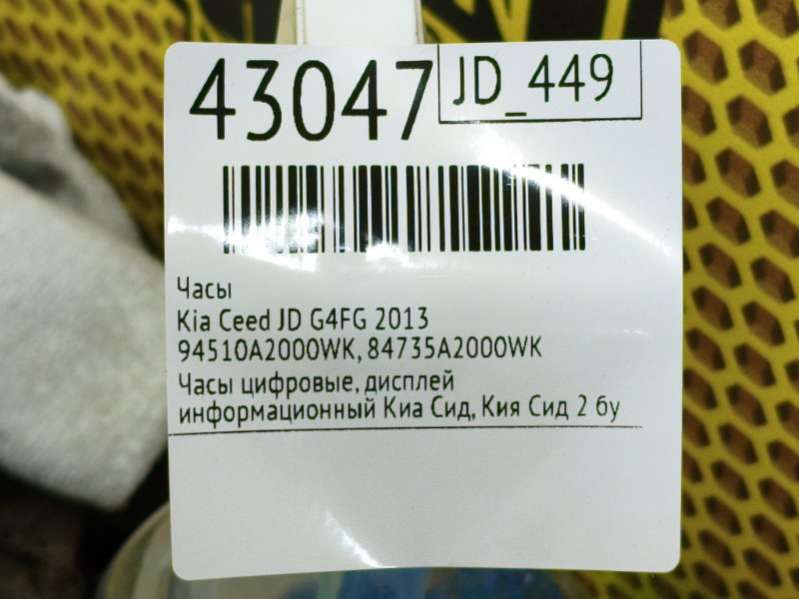 43047
JD_449
Часы
Kia Ceed JD G4FG 2013
94510A2000WK, 84735A2000WK
Часы цифровые, дисплей
информационный Киа Сид, Кия Сид 2 бу